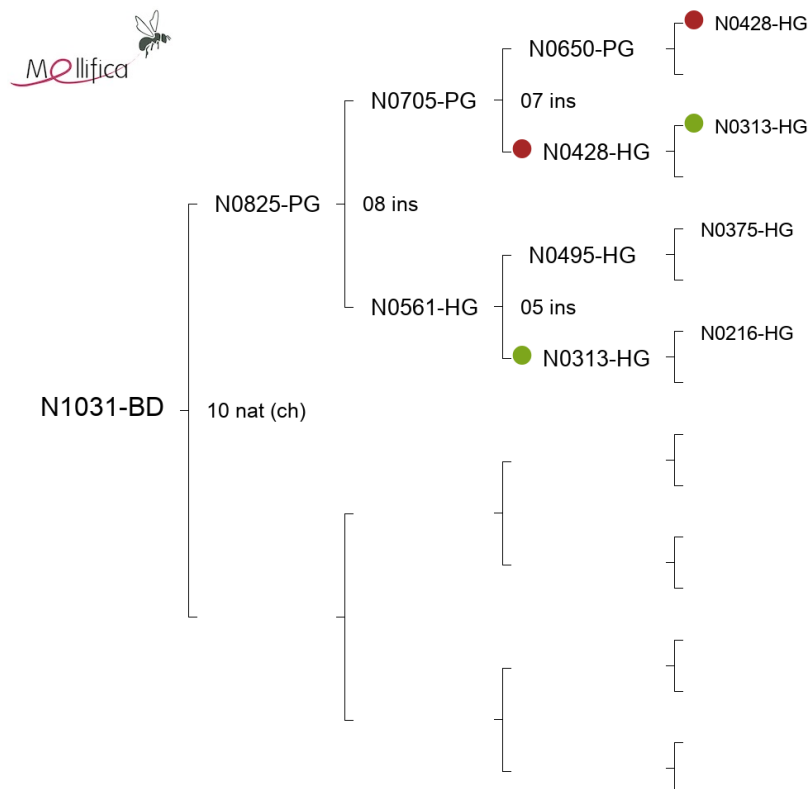 Mellifica
N0428-HG
N0650-PG
N0705-PG
07 ins
N0313-HG
N0428-HG
N0825-PG
08 ins
N0375-HG
N0495-HG
N0561-HG
05 ins
N0216-HG
N0313-HG
N1031-BD
10 nat (ch)